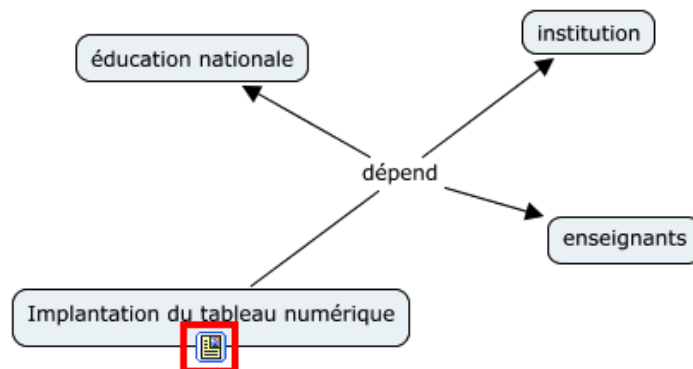 institution
éducation nationale
dépend
enseignants
Implantation du tableau numérique